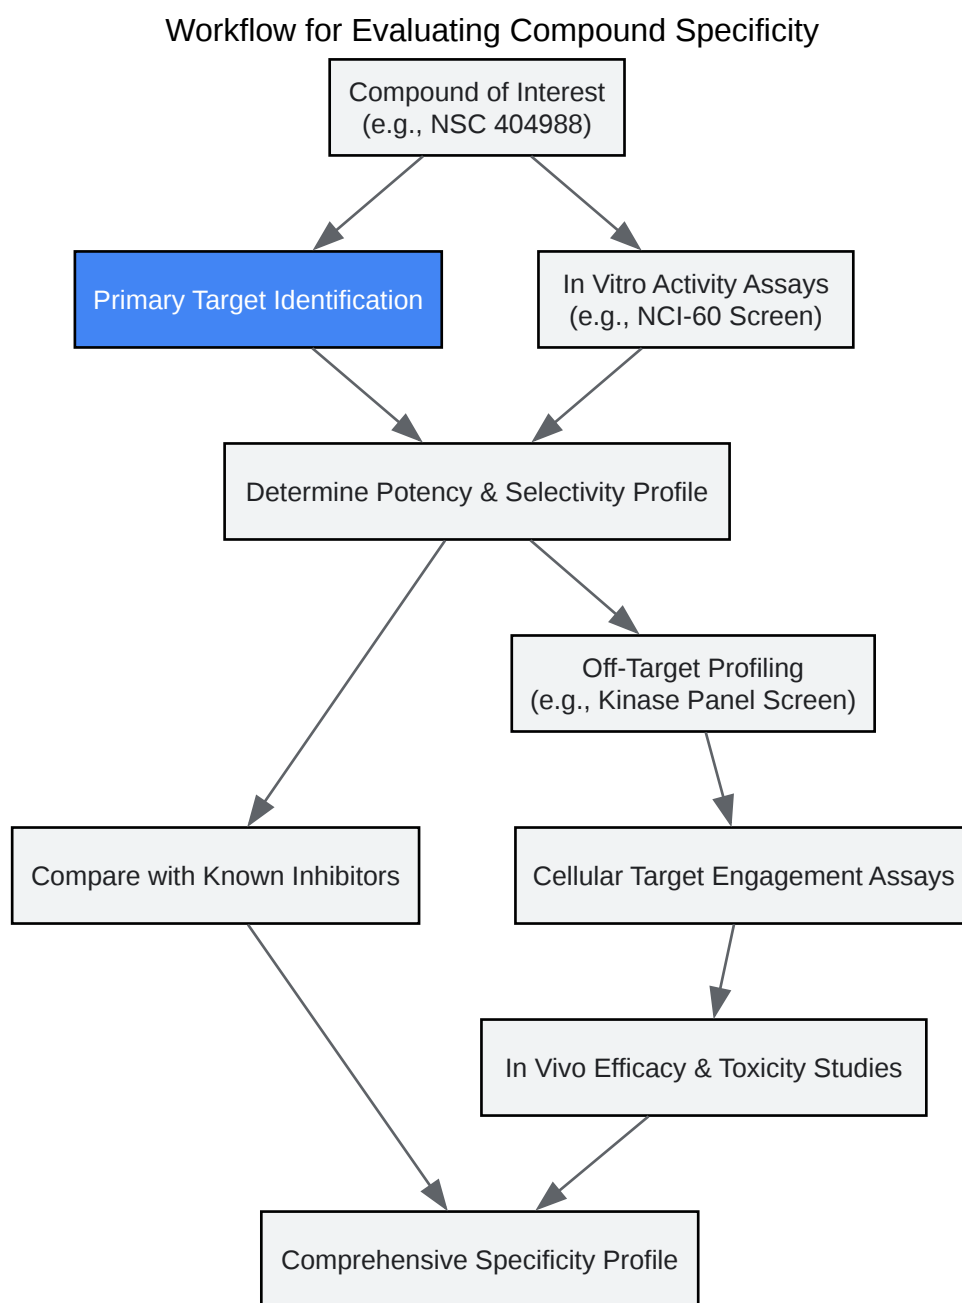 Workflow for Evaluating Compound Specificity
Compound of Interest
(e.g., NSC 404988)
Primary Target Identification
In Vitro Activity Assays
(e.g., NCI-60 Screen)
Determine Potency & Selectivity Profile
Off-Target Profiling
(e.g., Kinase Panel Screen)
Compare with Known Inhibitors
Cellular Target Engagement Assays
In Vivo Efficacy & Toxicity Studies
Comprehensive Specificity Profile